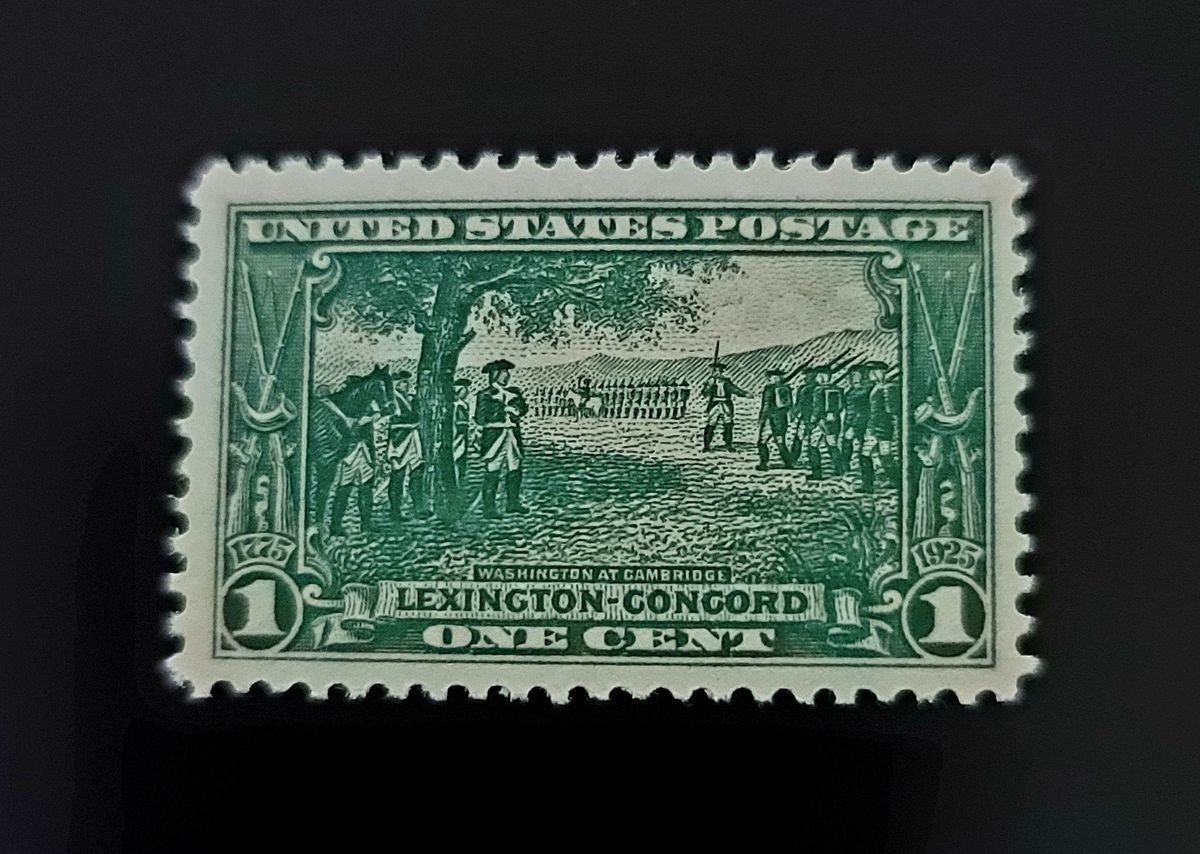 UNITED STATES POSTAGE
1775
1925
WASHINGTON AT CAMBRIDGE
LEXINGTON-CONCORD
1
1
ONE CENT